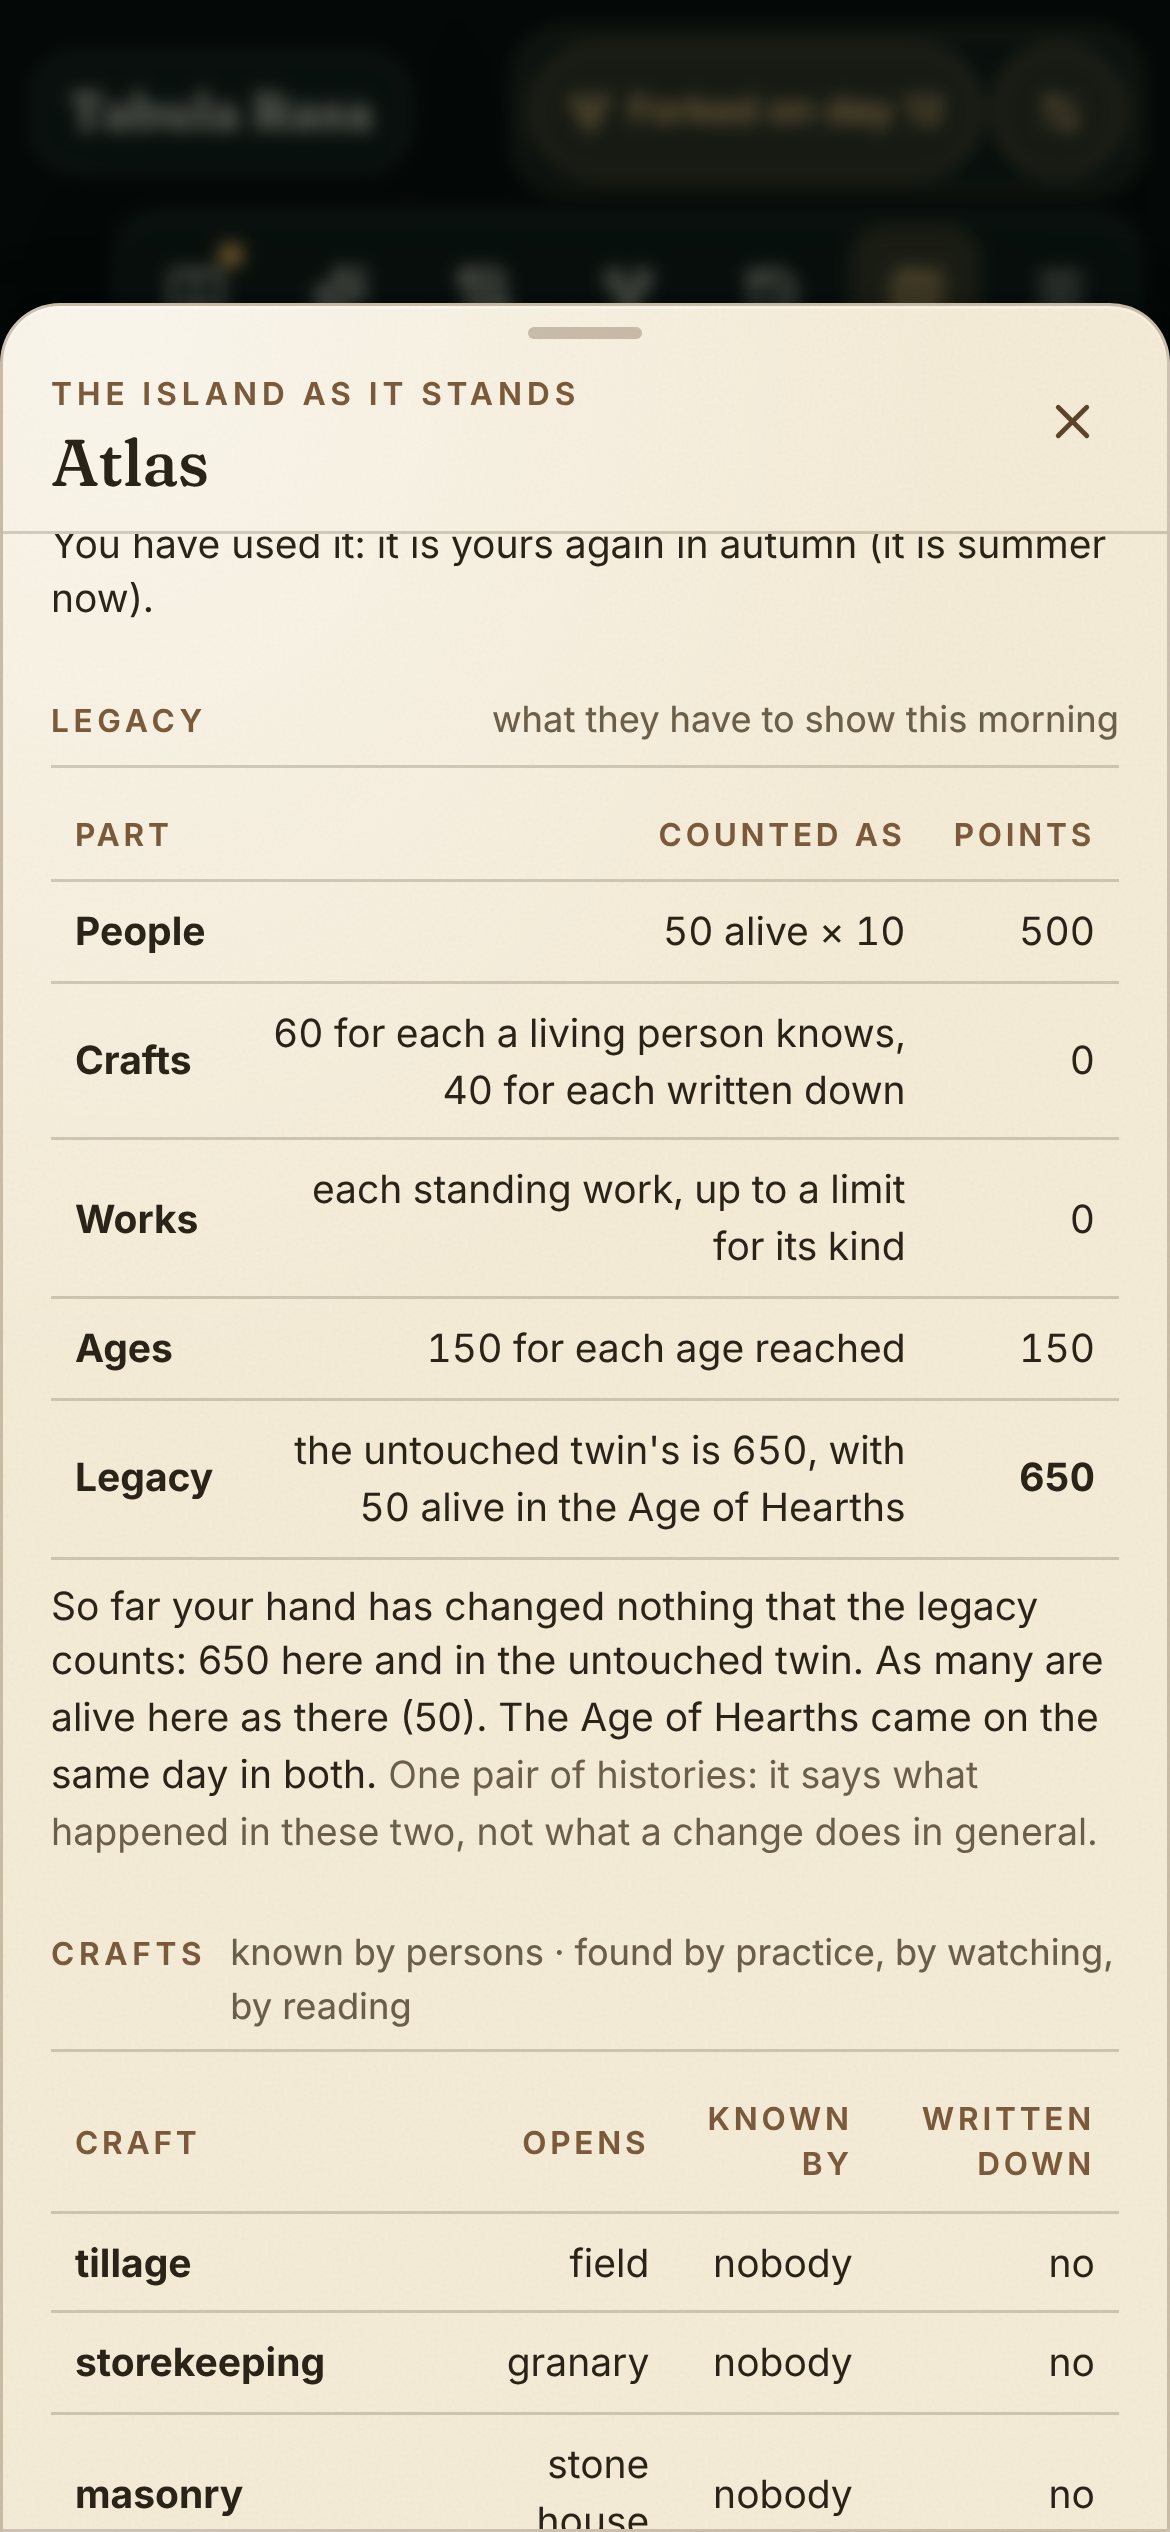 Tabula Rasa
Forked on day 12
THE ISLAND AS IT STANDS
Atlas
You have used it: it is yours again in autumn (it is summer
now).
LEGACY what they have to show this morning
PART COUNTED AS POINTS
People 50 alive × 10 500
Crafts 60 for each a living person knows,
40 for each written down 0
Works each standing work, up to a limit
for its kind 0
Ages 150 for each age reached 150
Legacy the untouched twin's is 650, with
50 alive in the Age of Hearths 650
So far your hand has changed nothing that the legacy
counts: 650 here and in the untouched twin. As many are
alive here as there (50). The Age of Hearths came on the
same day in both. One pair of histories: it says what
happened in these two, not what a change does in general.
CRAFTS known by persons · found by practice, by watching,
by reading
CRAFT OPENS KNOWN BY WRITTEN DOWN
tillage field nobody no
storekeeping granary nobody no
masonry stone house nobody no